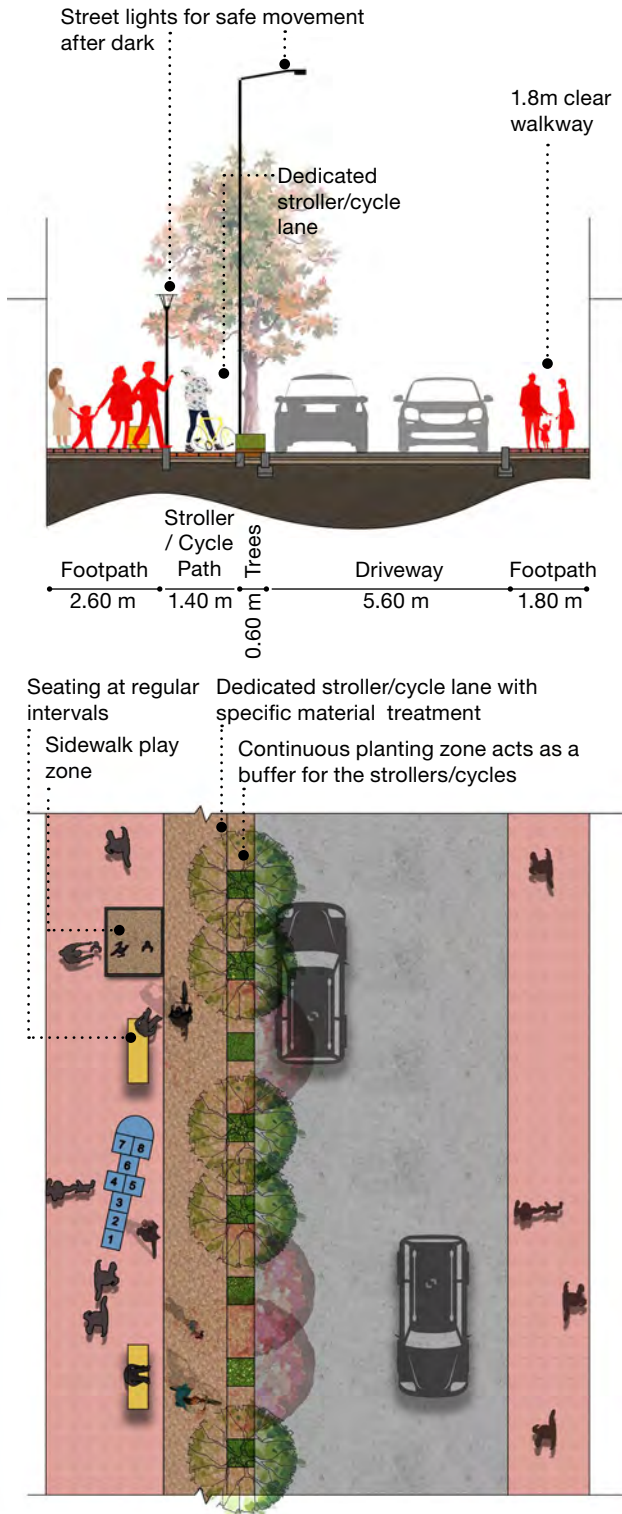 Street lights for safe movement
after dark
1.8m clear
walkway
Dedicated
stroller/cycle
lane
Stroller
/ Cycle
Path
Trees
Footpath
Driveway
Footpath
2.60 m
1.40 m
0.60 m
5.60 m
1.80 m
Seating at regular
intervals
Dedicated stroller/cycle lane with
specific material treatment
Sidewalk play
zone
Continuous planting zone acts as a
buffer for the strollers/cycles
7 8
6
4 5
3
2
1